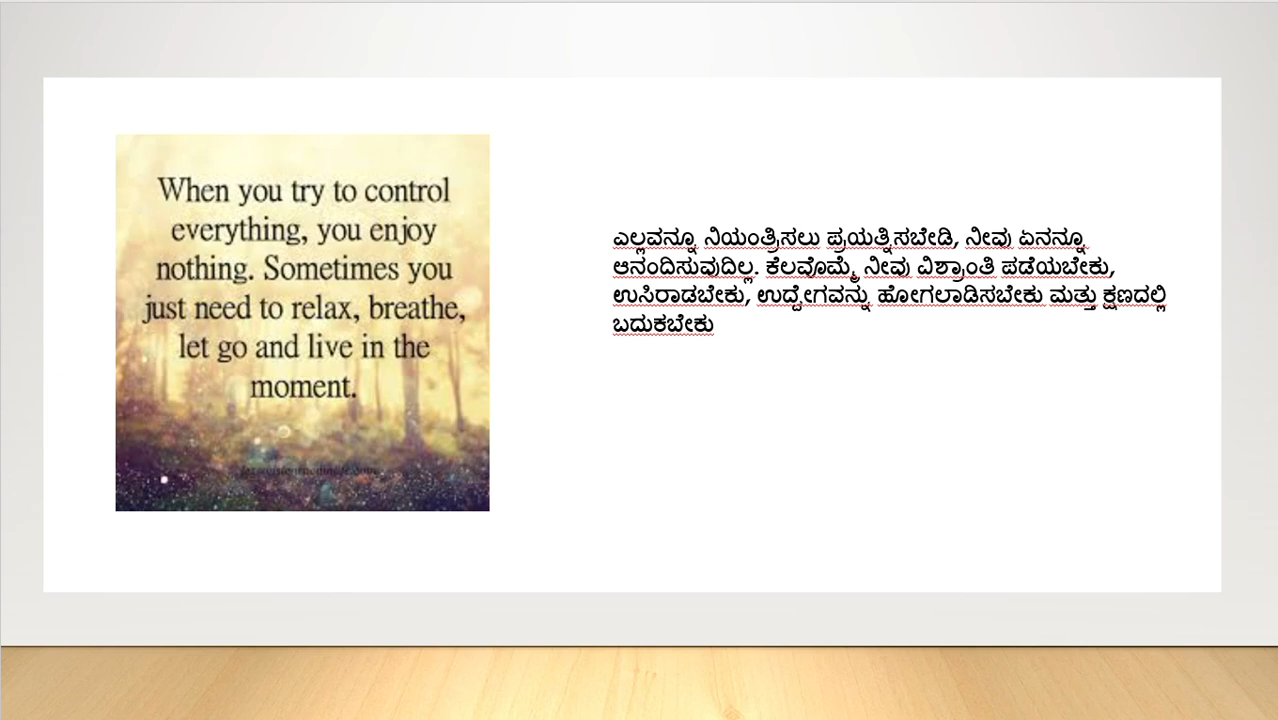 When you try to control
everything, you enjoy
nothing. Sometimes you
just need to relax, breathe,
let go and live in the
moment.
ಎಲ್ಲವನ್ನೂ ನಿಯಂತ್ರಿಸಲು ಪ್ರಯತ್ನಿಸಬೇಡಿ, ನೀವು ಏನನ್ನೂ
ಆನಂದಿಸುವುದಿಲ್ಲ. ಕೆಲವೊಮ್ಮೆ ನೀವು ವಿಶ್ರಾಂತಿ ಪಡೆಯಬೇಕು,
ಉಸಿರಾಡಬೇಕು, ಉದ್ವೇಗವನ್ನು ಹೋಗಲಾಡಿಸಬೇಕು ಮತ್ತು ಕ್ಷಣದಲ್ಲಿ
ಬದುಕಬೇಕು